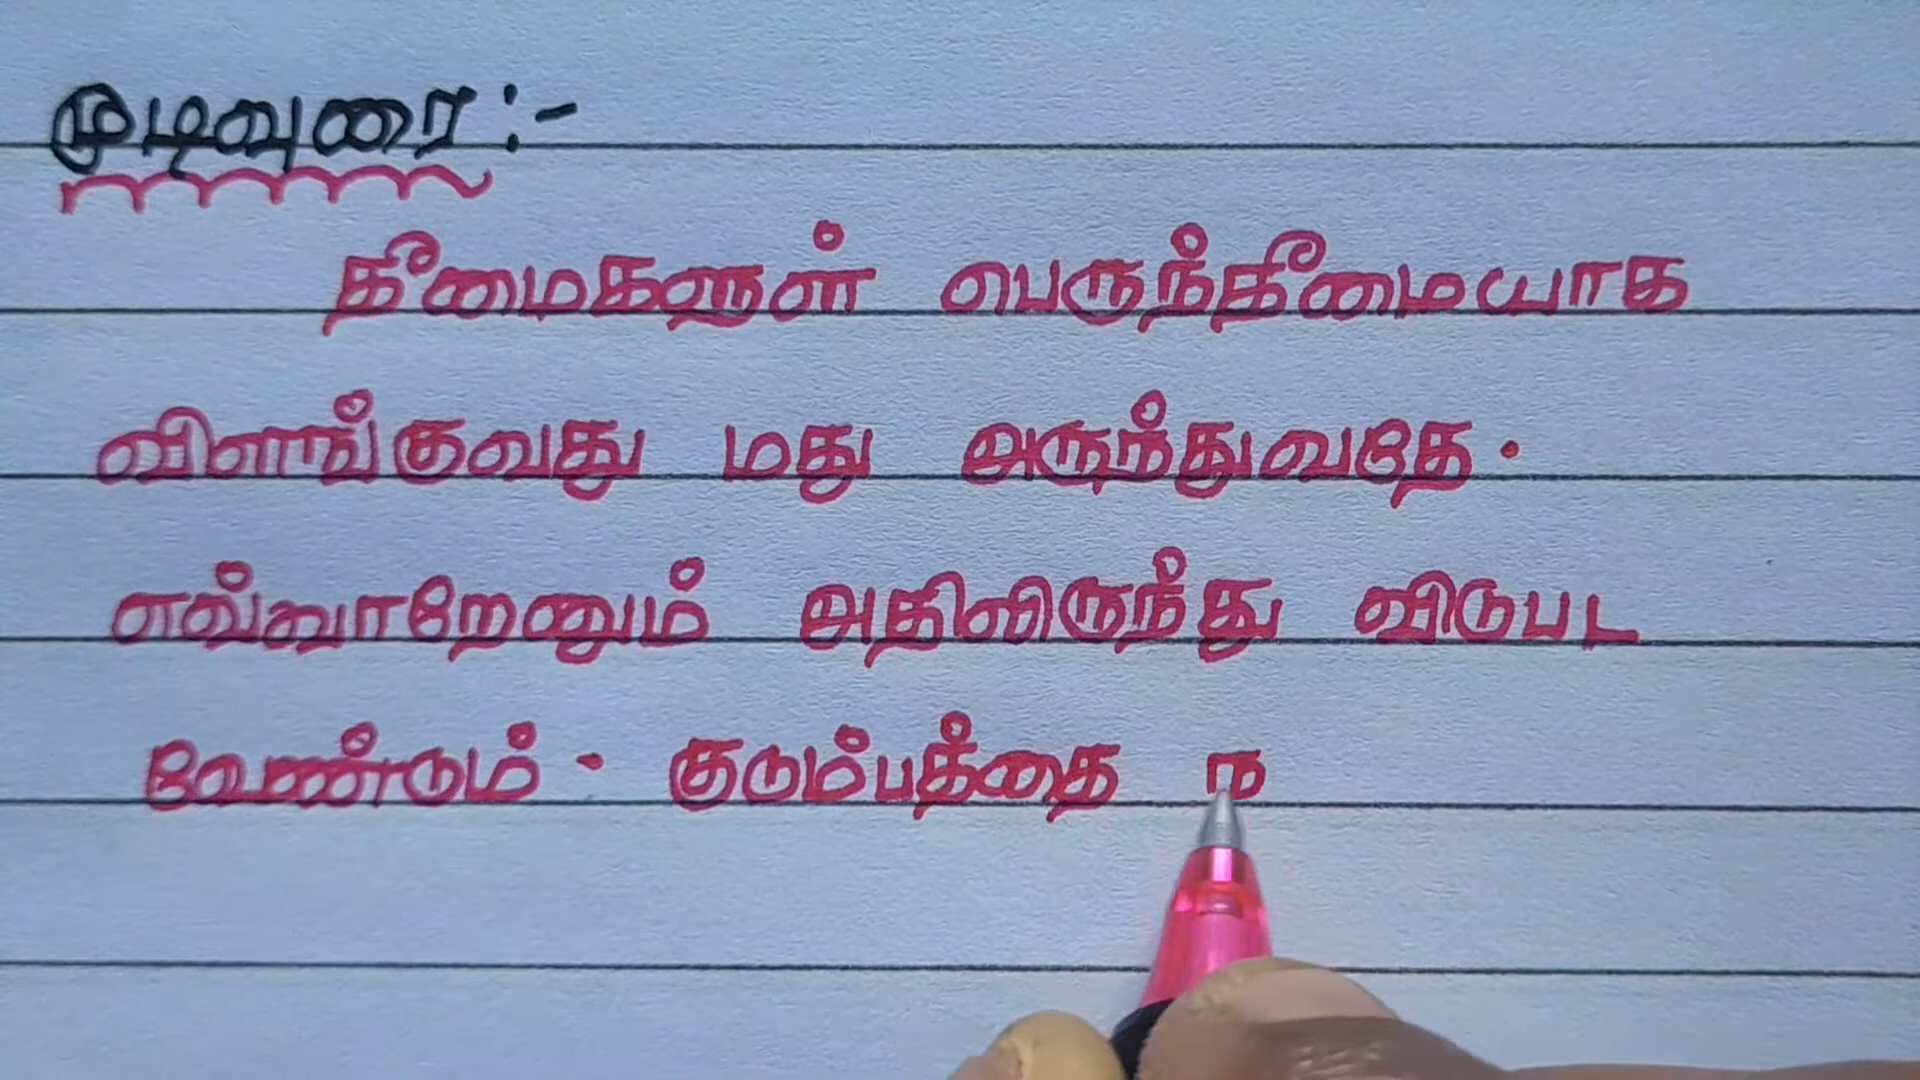 முடிவுரை :-
தீமைகளுள் பெருந்தீமையாக
விளங்குவது மது அருந்துவதே.
எவ்வாறேனும் அதிலிருந்து விடுபட
வேண்டும். குடும்பத்தை ந